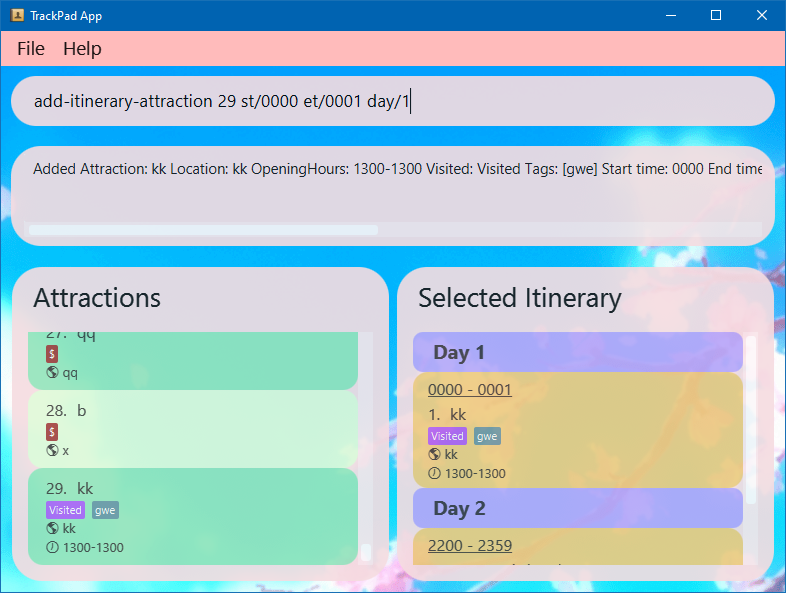 TrackPad App
File Help
add-itinerary-attraction 29 st/0000 et/0001 day/1
Added Attraction: kk Location: kk OpeningHours: 1300-1300 Visited: Visited Tags: [gwe] Start time: 0000 End time
Attractions
27. qq
$
qq
28. b
$
x
29. kk
Visited gwe
kk
1300-1300
Selected Itinerary
Day 1
0000 - 0001
1. kk
Visited gwe
kk
1300-1300
Day 2
2200 - 2359